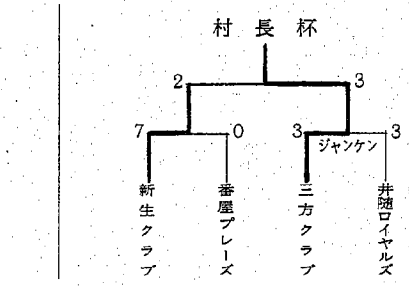 村長杯
2 3
7 0 3 ジャンケン 3
新生クラブ
番屋ブレーズ
三方クラブ
井随ロイヤルズ